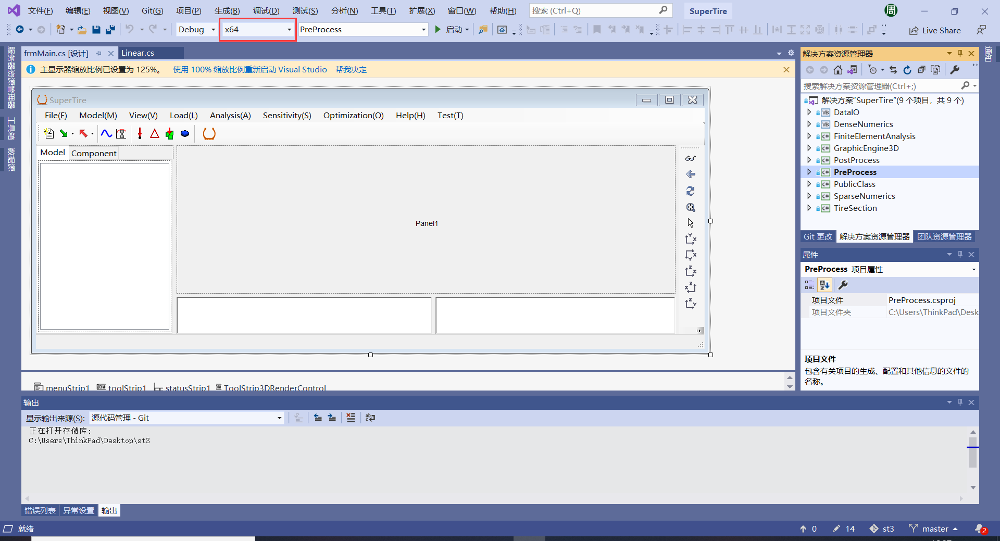 文件(F) 编辑(E) 视图(V) Git(G) 项目(P) 生成(B) 调试(D) 测试(S) 分析(N) 工具(T) 扩展(X) 窗口(W) 帮助(H) 搜索 (Ctrl+Q) SuperTire 周
Debug x64 PreProcess 启动 Live Share
服务器资源管理器
工具箱
数据源
frmMain.cs [设计] Linear.cs
主显示器缩放比例已设置为 125%。 使用 100% 缩放比例重新启动 Visual Studio 帮我决定
SuperTire
File(F) Model(M) View(V) Load(L) Analysis(A) Sensitivity(S) Optimization(O) Help(H) Test(T)
Model Component
Panel1
menuStrip1 toolStrip1 statusStrip1 ToolStrip3DRenderControl
解决方案资源管理器
搜索解决方案资源管理器(Ctrl+;)
解决方案"SuperTire"(9 个项目，共 9 个)
VB DataIO
VB DenseNumerics
C# FiniteElementAnalysis
C# GraphicEngine3D
C# PostProcess
C# PreProcess
C# PublicClass
C# SparseNumerics
C# TireSection
Git 更改 解决方案资源管理器 团队资源管理器
属性
PreProcess 项目属性
项目文件 PreProcess.csproj
项目文件夹 C:\Users\ThinkPad\Desk
项目文件
包含有关项目的生成、配置和其他信息的文件的
名称。
通知
输出
显示输出来源(S): 源代码管理 - Git
正在打开存储库:
C:\Users\ThinkPad\Desktop\st3
错误列表 异常设置 输出
就绪 0 14 st3 master 2